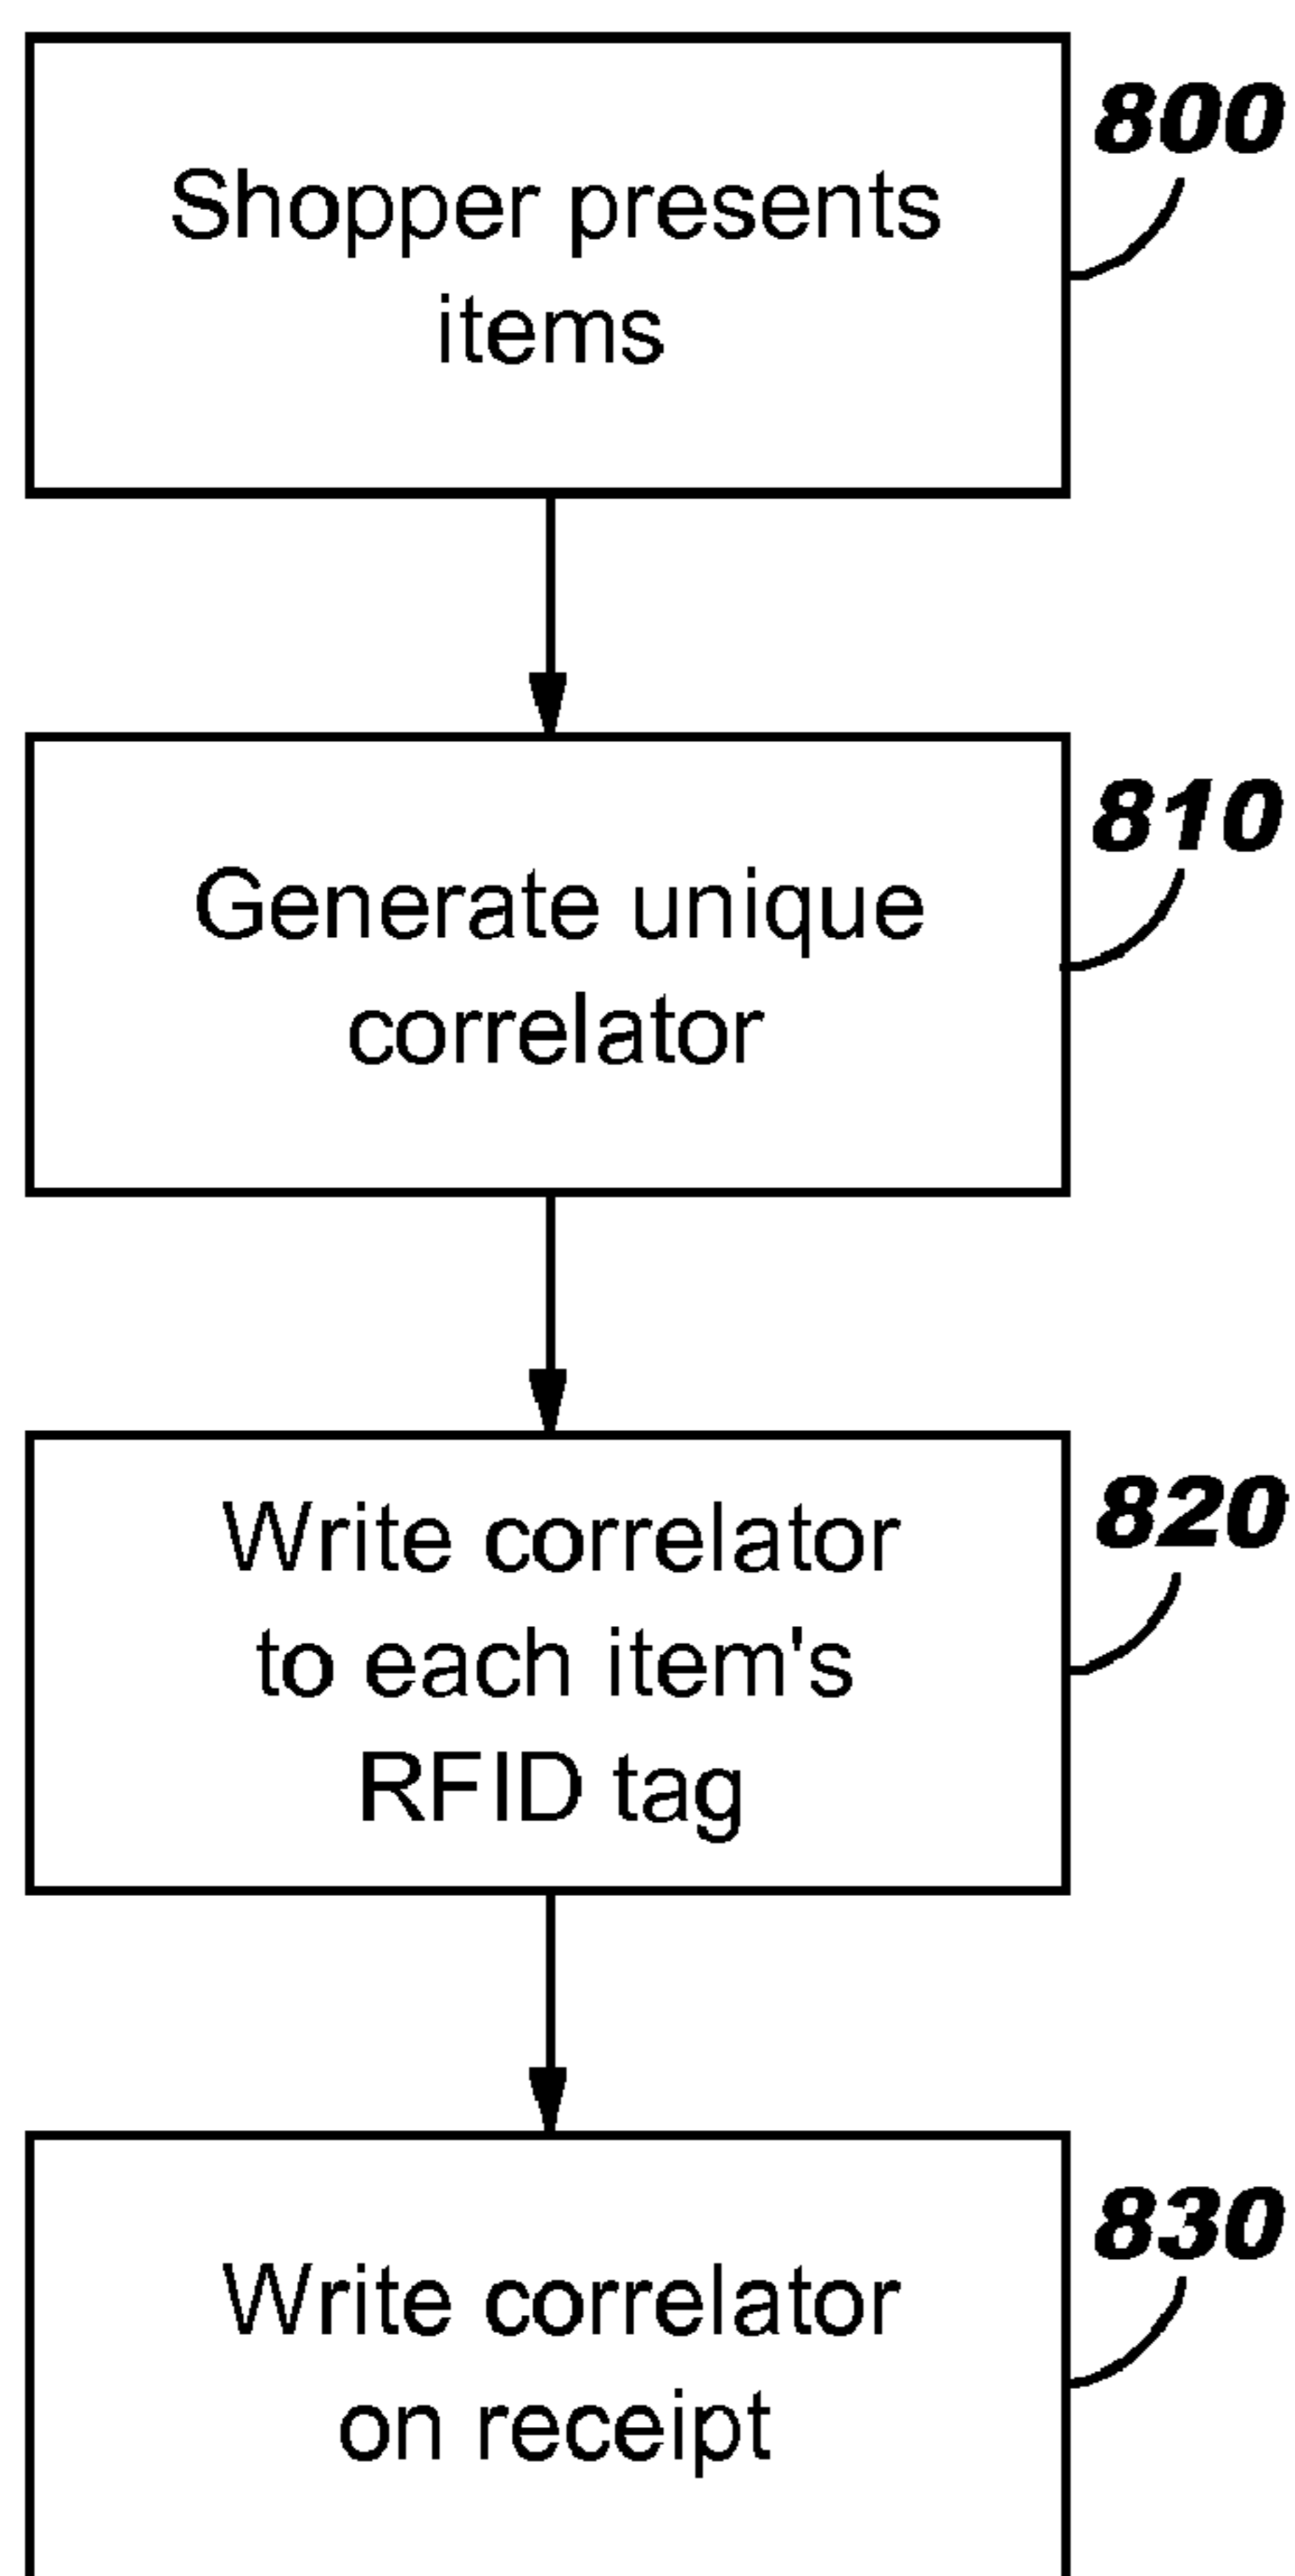 800
Shopper presents
items
810
Generate unique
correlator
820
Write correlator
to each item's
RFID tag
830
Write correlator
on receipt